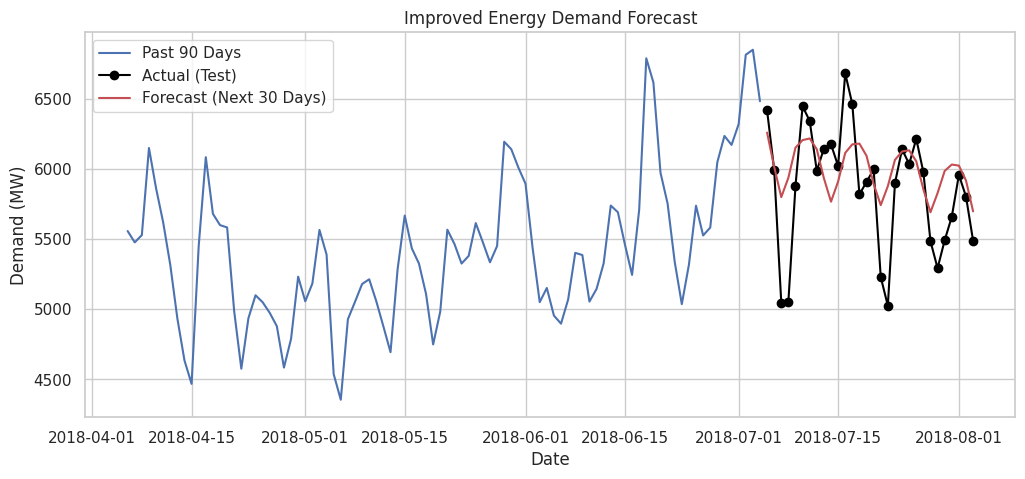 Improved Energy Demand Forecast
Past 90 Days
Actual (Test)
Forecast (Next 30 Days)
Demand (MW)
6500
6000
5500
5000
4500
2018-04-01 2018-04-15 2018-05-01 2018-05-15 2018-06-01 2018-06-15 2018-07-01 2018-07-15 2018-08-01
Date